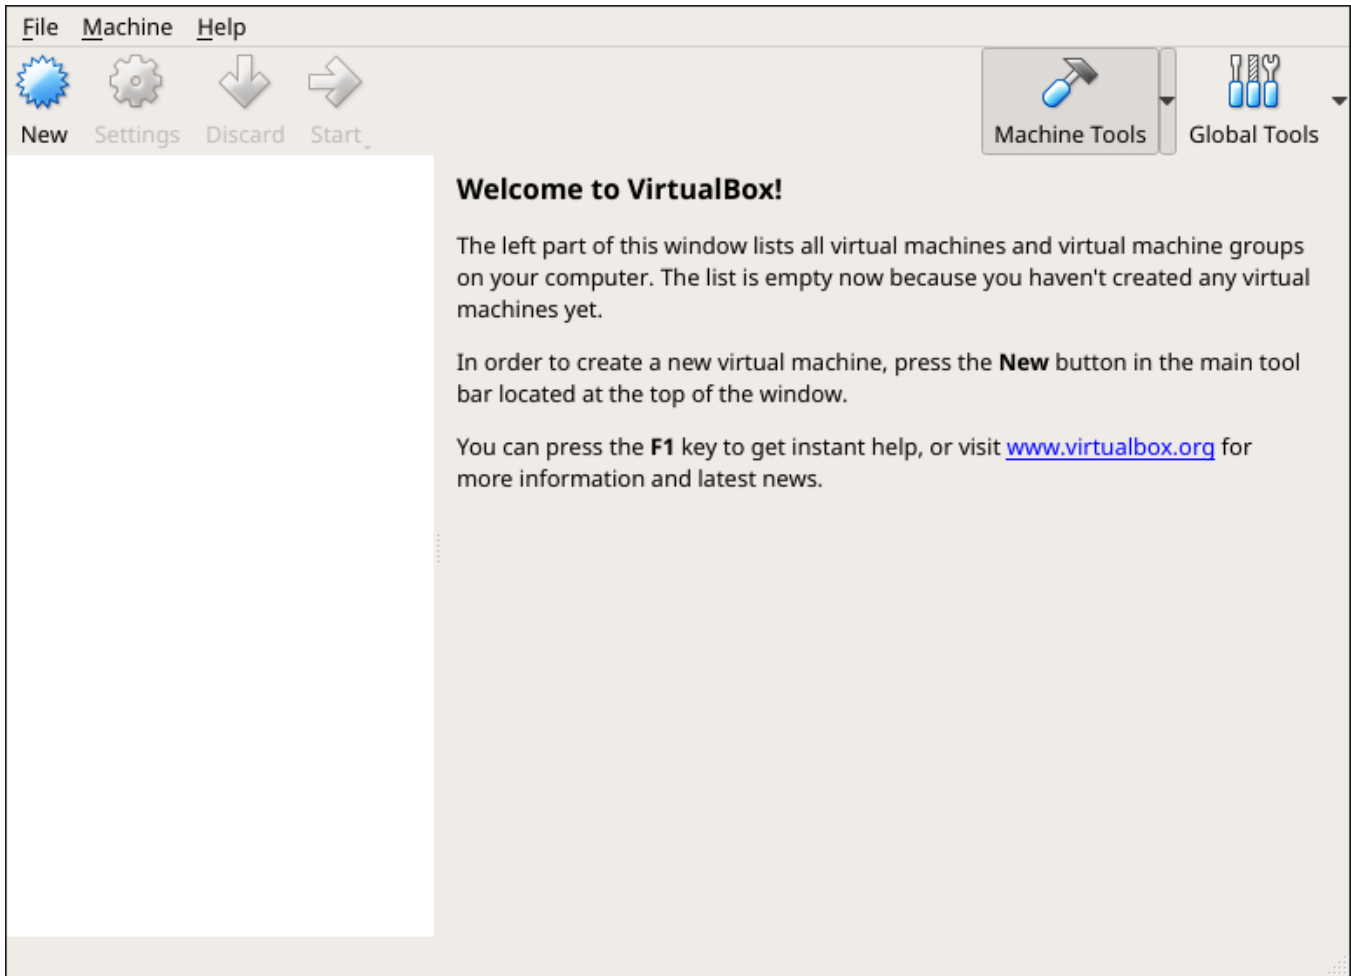 File Machine Help
New Settings Discard Start Machine Tools Global Tools
Welcome to VirtualBox!
The left part of this window lists all virtual machines and virtual machine groups
on your computer. The list is empty now because you haven't created any virtual
machines yet.
In order to create a new virtual machine, press the New button in the main tool
bar located at the top of the window.
You can press the F1 key to get instant help, or visit www.virtualbox.org for
more information and latest news.